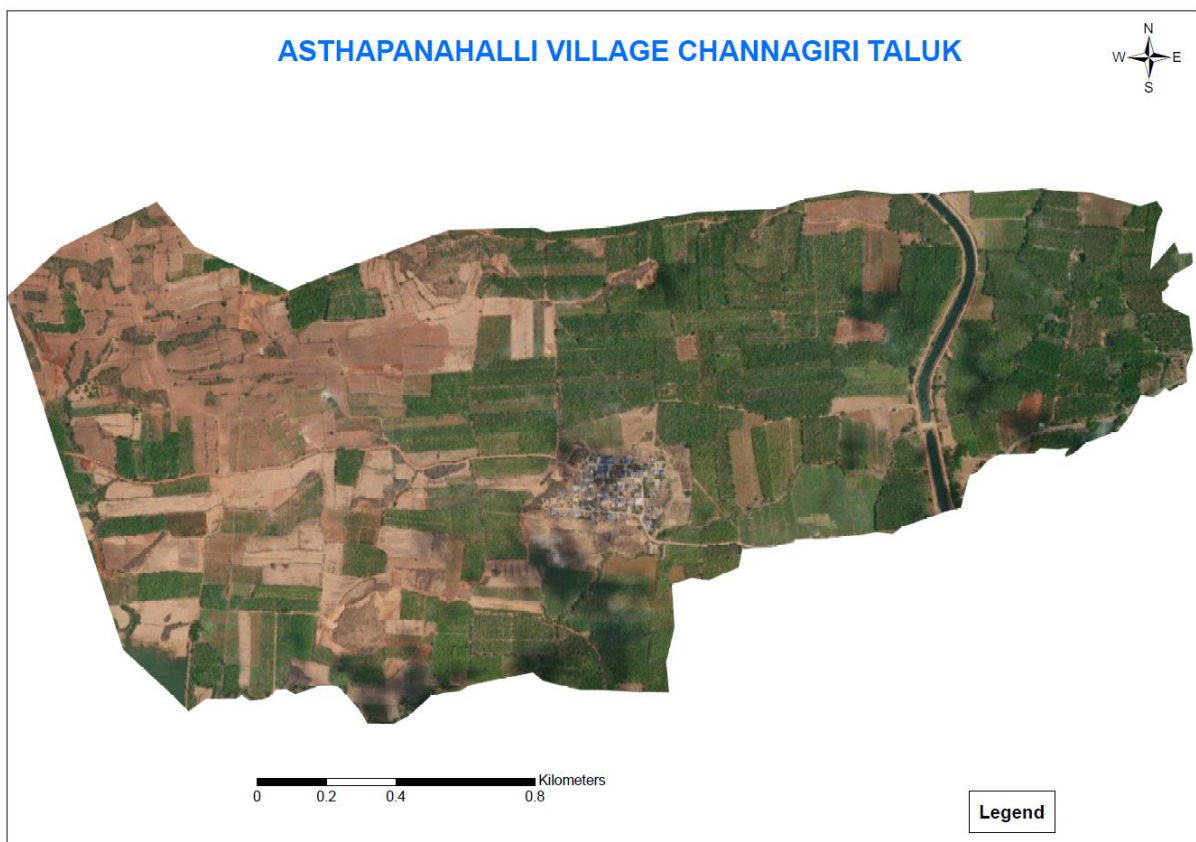 ASTHAPANAHALLI VILLAGE CHANNAGIRI TALUK
N
W E
S
Kilometers
0 0.2 0.4 0.8
Legend